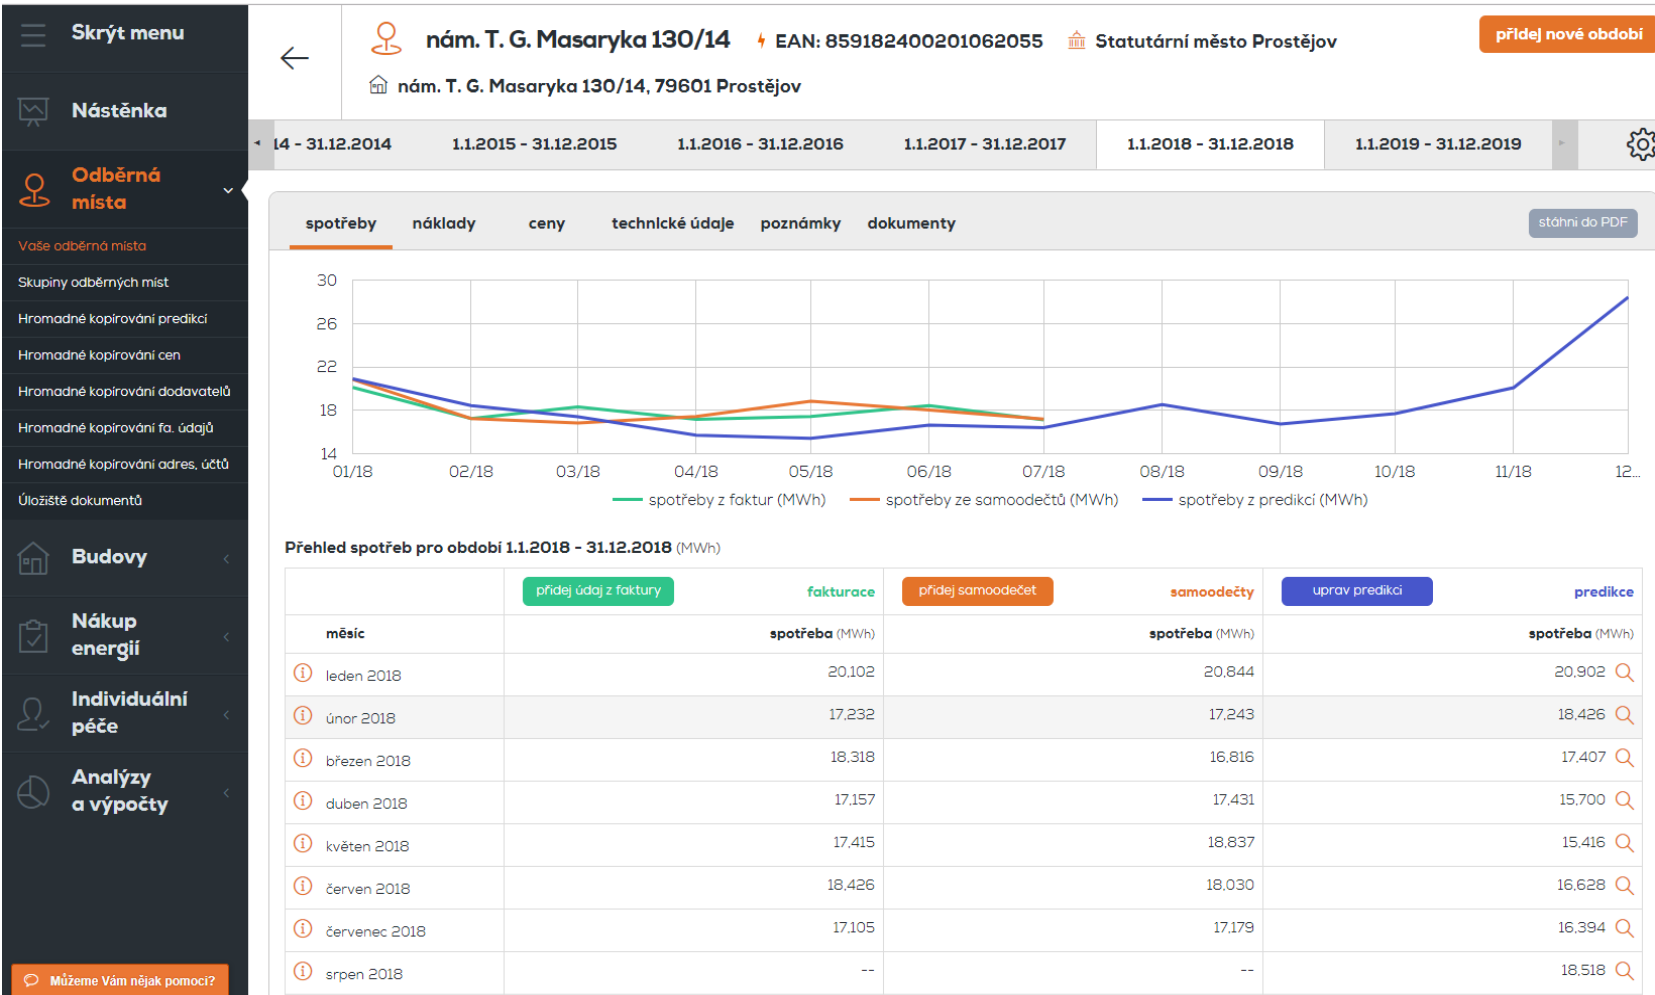 Skrýt menu
Nástěnka
Odběrná
místa
Vaše odběrná místa
Skupiny odběrných míst
Hromadné kopírování predikcí
Hromadné kopírování cen
Hromadné kopírování dodavatelů
Hromadné kopírování fa. údajů
Hromadné kopírování adres, účtů
Úložiště dokumentů
Budovy
Nákup
energií
Individuální
péče
Analýzy
a výpočty
Můžeme Vám nějak pomoci?
nám. T. G. Masaryka 130/14 EAN: 859182400201062055 Statutární město Prostějov
přidej nové období
nám. T. G. Masaryka 130/14, 79601 Prostějov
14 - 31.12.2014 1.1.2015 - 31.12.2015 1.1.2016 - 31.12.2016 1.1.2017 - 31.12.2017 1.1.2018 - 31.12.2018 1.1.2019 - 31.12.2019
spotřeby náklady ceny technické údaje poznámky dokumenty stáhni do PDF
30
26
22
18
14
01/18 02/18 03/18 04/18 05/18 06/18 07/18 08/18 09/18 10/18 11/18 12...
spotřeby z faktur (MWh) spotřeby ze samoodečtů (MWh) spotřeby z predikcí (MWh)
Přehled spotřeb pro období 1.1.2018 - 31.12.2018 (MWh)
přidej údaj z faktury fakturace přidej samoodečet samoodečty uprav predikci predikce
měsíc spotřeba (MWh) spotřeba (MWh) spotřeba (MWh)
leden 2018 20,102 20,844 20,902
únor 2018 17,232 17,243 18,426
březen 2018 18,318 16,816 17,407
duben 2018 17,157 17,431 15,700
květen 2018 17,415 18,837 15,416
červen 2018 18,426 18,030 16,628
červenec 2018 17,105 17,179 16,394
srpen 2018 -- -- 18,518